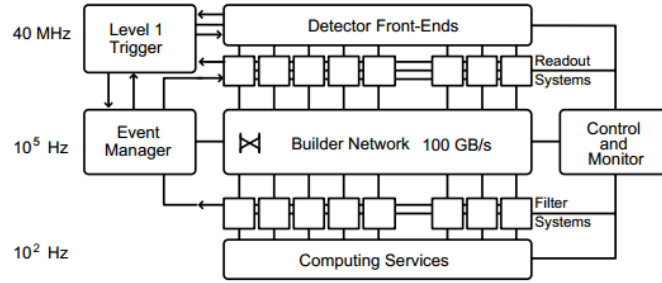 40 MHz
Level 1
Trigger
Detector Front-Ends
Readout
Systems
10⁵ Hz
Event
Manager
Builder Network 100 GB/s
Control
and
Monitor
Filter
Systems
10² Hz
Computing Services